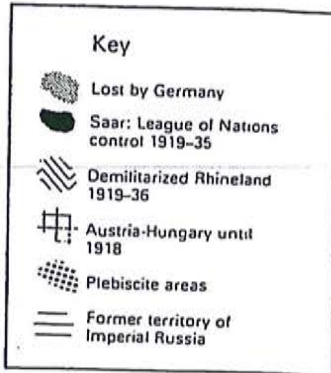 Key
Lost by Germany
Saar: League of Nations
control 1919–35
Demilitarized Rhineland
1919–36
Austria-Hungary until
1918
Plebiscite areas
Former territory of
Imperial Russia